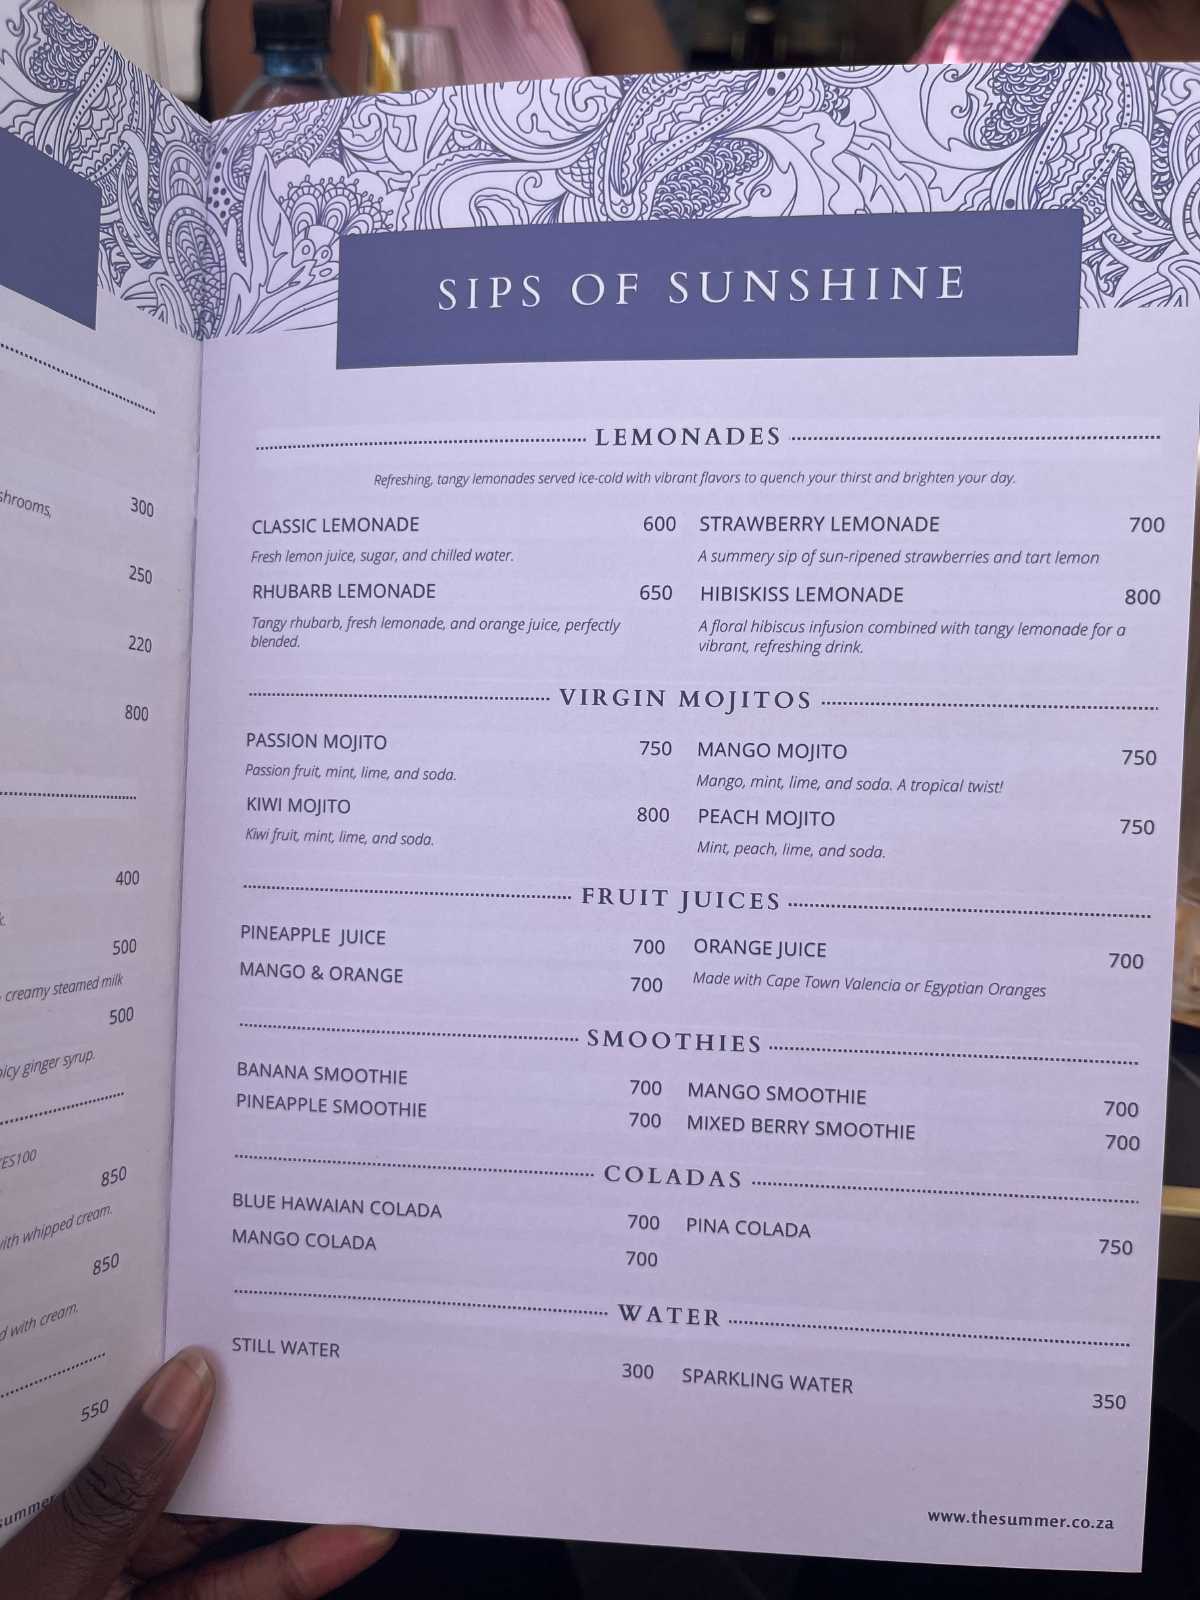 shrooms,
300
250
220
800
400
500
creamy steamed milk
500
ginger syrup.
850
with whipped cream.
850
with cream.
550
SIPS OF SUNSHINE
LEMONADES
Refreshing, tangy lemonades served ice-cold with vibrant flavors to quench your thirst and brighten your day.
CLASSIC LEMONADE 600
Fresh lemon juice, sugar, and chilled water.
RHUBARB LEMONADE 650
Tangy rhubarb, fresh lemonade, and orange juice, perfectly
blended.
STRAWBERRY LEMONADE 700
A summery sip of sun-ripened strawberries and tart lemon
HIBISKISS LEMONADE 800
A floral hibiscus infusion combined with tangy lemonade for a
vibrant, refreshing drink.
VIRGIN MOJITOS
PASSION MOJITO 750
Passion fruit, mint, lime, and soda.
KIWI MOJITO 800
Kiwi fruit, mint, lime, and soda.
MANGO MOJITO 750
Mango, mint, lime, and soda. A tropical twist!
PEACH MOJITO 750
Mint, peach, lime, and soda.
FRUIT JUICES
PINEAPPLE JUICE 700
MANGO & ORANGE 700
ORANGE JUICE 700
Made with Cape Town Valencia or Egyptian Oranges
SMOOTHIES
BANANA SMOOTHIE 700
PINEAPPLE SMOOTHIE 700
MANGO SMOOTHIE 700
MIXED BERRY SMOOTHIE 700
COLADAS
BLUE HAWAIAN COLADA 700
MANGO COLADA 700
PINA COLADA 750
WATER
STILL WATER 300
SPARKLING WATER 350
www.thesummer.co.za